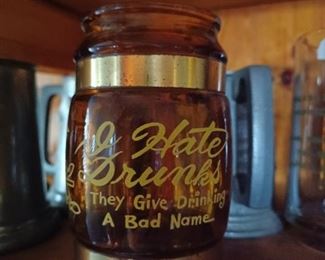 I Hate
Drunks
They Give Drinking
A Bad Name